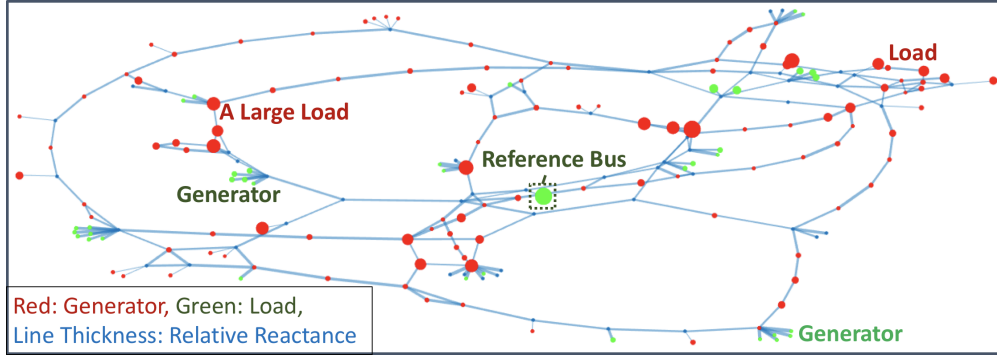 Load
A Large Load
Reference Bus
Generator
Red: Generator, Green: Load,
Line Thickness: Relative Reactance
Generator